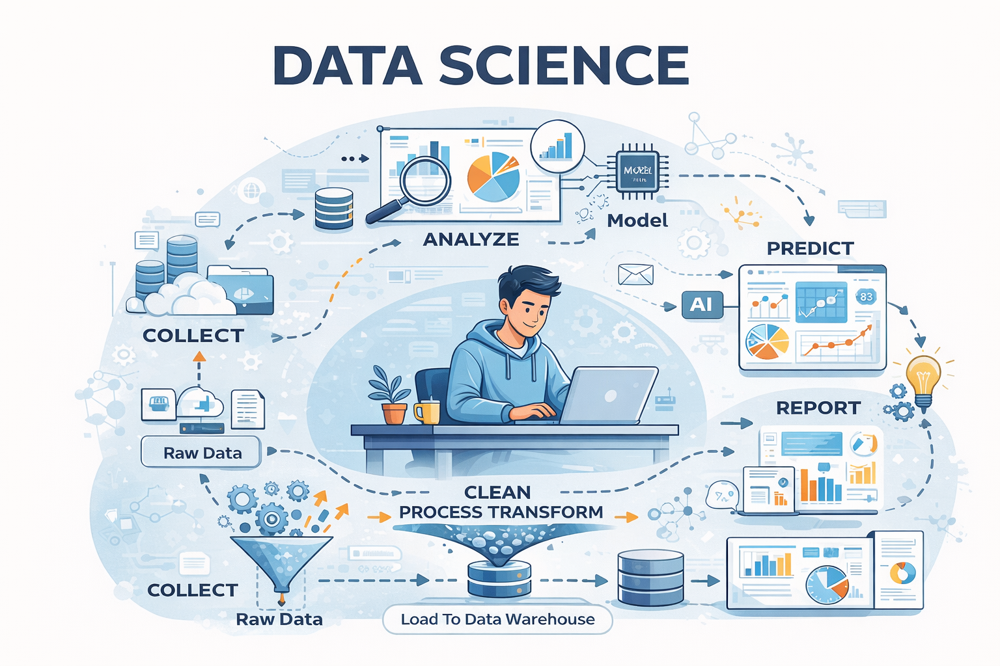 DATA SCIENCE
ANALYZE
Model
PREDICT
AI
83
COLLECT
Raw Data
REPORT
CLEAN
PROCESS TRANSFORM
COLLECT
Raw Data
Load To Data Warehouse